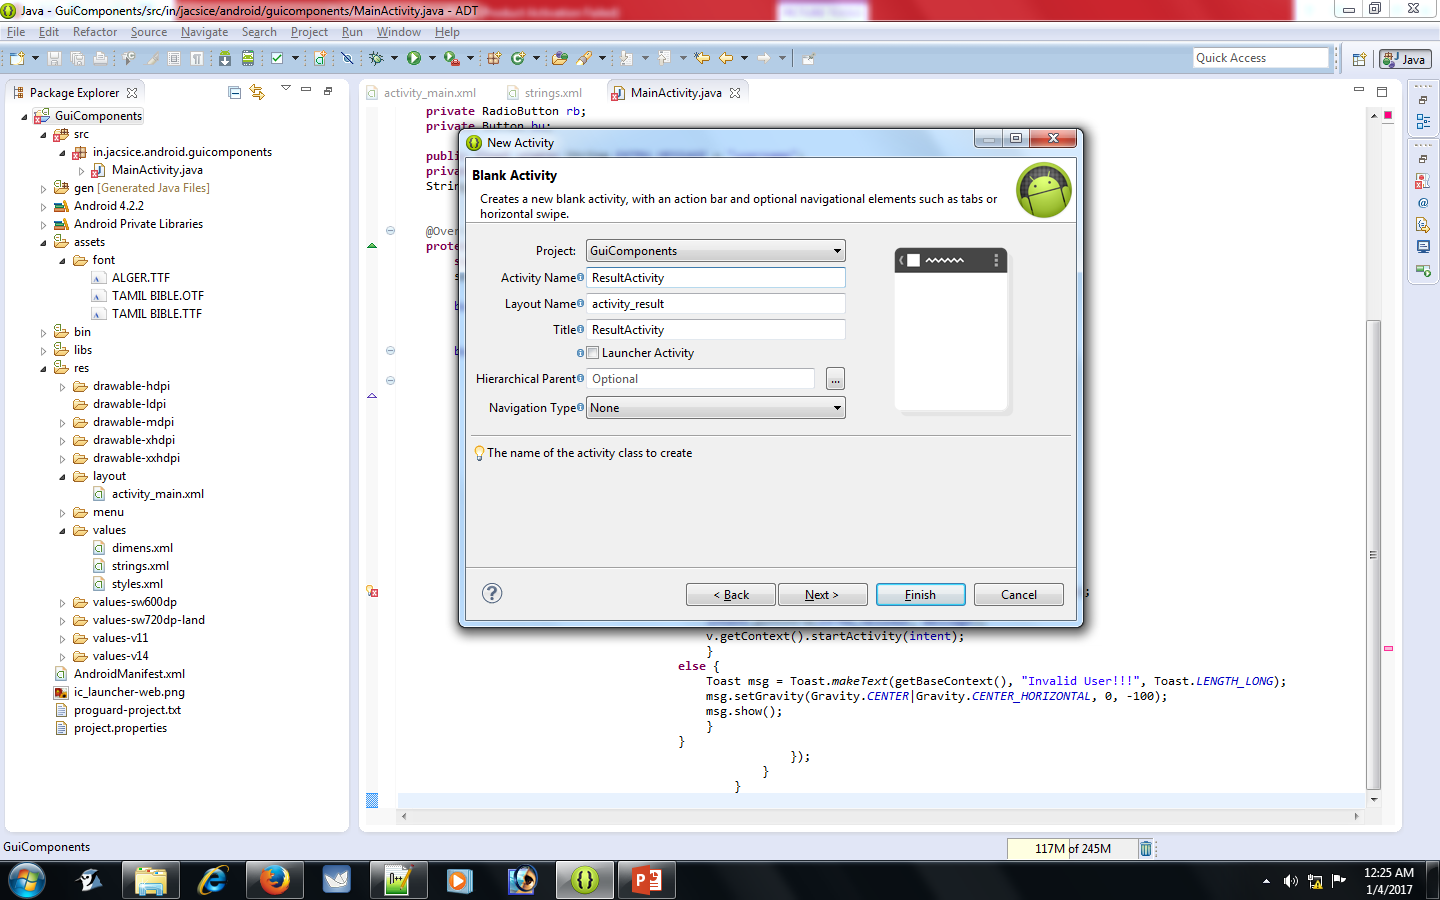 Java - GuiComponents/src/in/jacsice/android/guicomponents/MainActivity.java - ADT
File Edit Refactor Source Navigate Search Project Run Window Help
Quick Access
Java
Package Explorer
activity_main.xml
strings.xml
MainActivity.java
GuiComponents
src
in.jacsice.android.guicomponents
MainActivity.java
gen [Generated Java Files]
Android 4.2.2
Android Private Libraries
assets
font
ALGER.TTF
TAMIL BIBLE.OTF
TAMIL BIBLE.TTF
bin
libs
res
drawable-hdpi
drawable-ldpi
drawable-mdpi
drawable-xhdpi
drawable-xxhdpi
layout
activity_main.xml
menu
values
dimens.xml
strings.xml
styles.xml
values-sw600dp
values-sw720dp-land
values-v11
values-v14
AndroidManifest.xml
ic_launcher-web.png
proguard-project.txt
project.properties
private RadioButton rb;
private Button bu;
publ
priva
Strin
@Over
prote
New Activity
Blank Activity
Creates a new blank activity, with an action bar and optional navigational elements such as tabs or
horizontal swipe.
Project: GuiComponents
Activity Name ResultActivity
Layout Name activity_result
Title ResultActivity
Launcher Activity
Hierarchical Parent Optional ...
Navigation Type None
The name of the activity class to create
?
< Back Next > Finish Cancel
;
v.getContext().startActivity(intent);
}
else {
Toast msg = Toast.makeText(getBaseContext(), "Invalid User!!!", Toast.LENGTH_LONG);
msg.setGravity(Gravity.CENTER|Gravity.CENTER_HORIZONTAL, 0, -100);
msg.show();
}
}
});
}
}
GuiComponents
117M of 245M
12:25 AM
1/4/2017